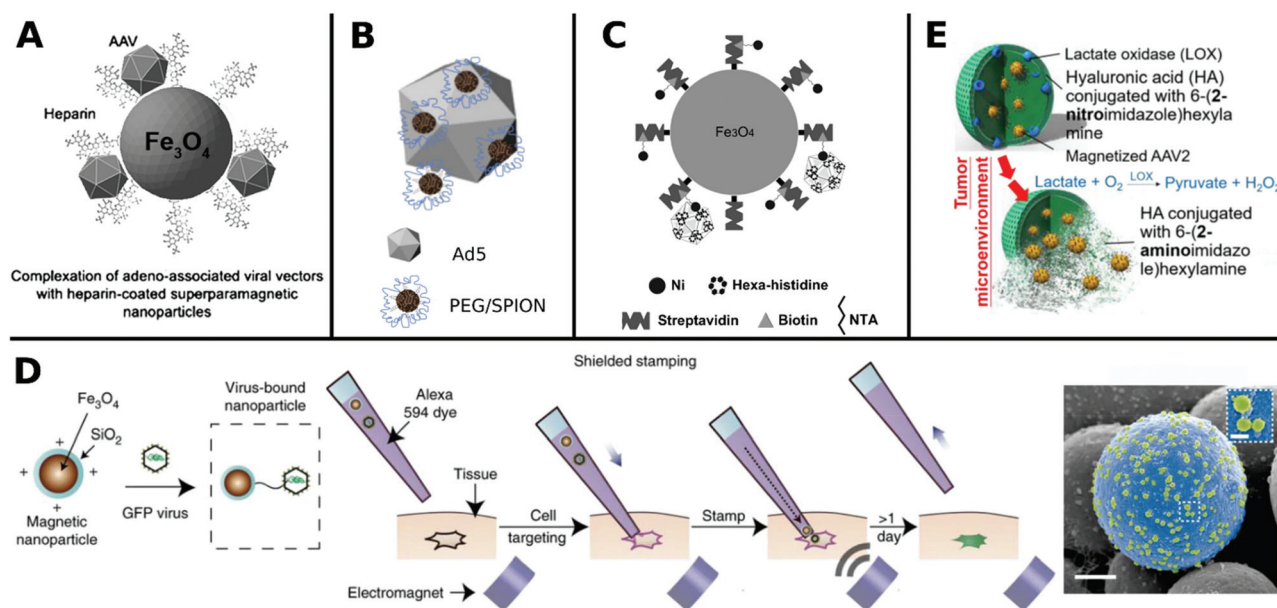 A
AAV
Heparin
Fe3O4
Complexation of adeno-associated viral vectors
with heparin-coated superparamagnetic
nanoparticles
B
Ad5
PEG/SPION
C
Fe3O4
Ni
Hexa-histidine
Streptavidin
Biotin
NTA
E
Lactate oxidase (LOX)
Hyaluronic acid (HA)
conjugated with 6-(2-
nitroimidazole)hexyla
mine
Magnetized AAV2
Tumor
microenvironment
Lactate + O2 LOX Pyruvate + H2O2
HA conjugated
with 6-(2-
aminoimidazo
le)hexylamine
D
Fe3O4
SiO2
+
+
+
+
Magnetic
nanoparticle
GFP virus
Virus-bound
nanoparticle
Shielded stamping
Alexa
594 dye
Tissue
Cell
targeting
Stamp
>1
day
Electromagnet